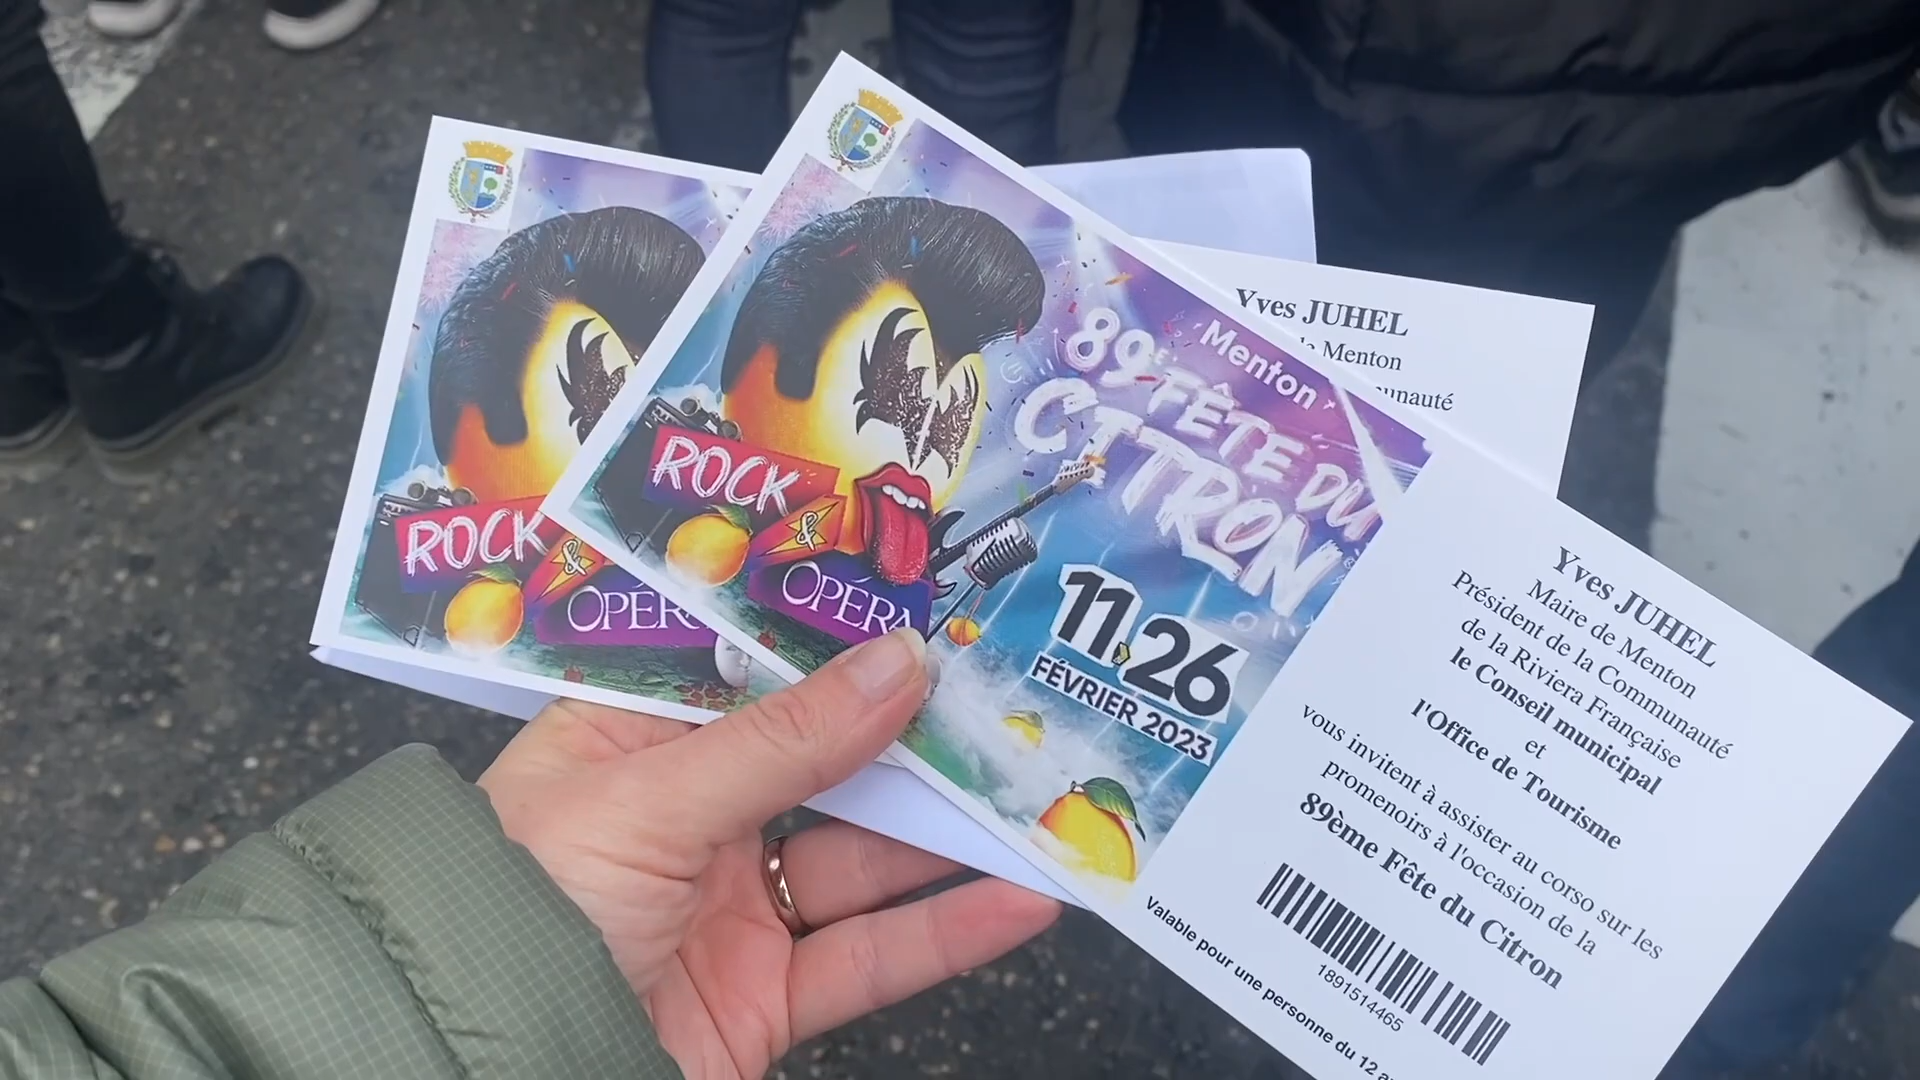 ROCK
&
OPÉR
ROCK
&
OPÉRA
Menton
89E FÊTE DU
CITRON
11 26
FÉVRIER 2023
Yves JUHEL
Menton
Yves JUHEL
Maire de Menton
Président de la Communauté
de la Riviera Française
le Conseil municipal
et
l'Office de Tourisme
vous invitent à assister au corso sur les
promenoirs à l'occasion de la
89ème Fête du Citron
1891514465
Valable pour une personne du 12